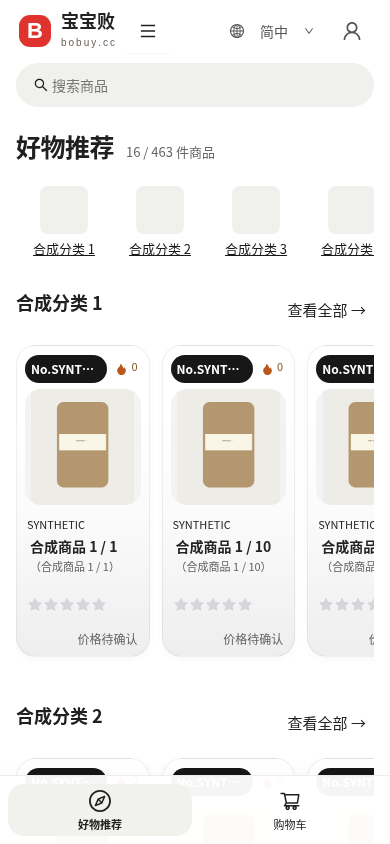 B 宝宝败
bobuy.cc
简中
搜索商品
好物推荐 16 / 463 件商品
合成分类 1 合成分类 2 合成分类 3 合成分类
合成分类 1 查看全部 →
No.SYNT··· 0 No.SYNT··· 0 No.SYNT
SYNTHETIC SYNTHETIC SYNTHETIC
合成商品 1 / 1 合成商品 1 / 10 合成商品
（合成商品 1 / 1） （合成商品 1 / 10） （合成商品
价格待确认 价格待确认
合成分类 2 查看全部 →
No.SYNT··· No.SYNT··· No.SYNT
好物推荐 购物车